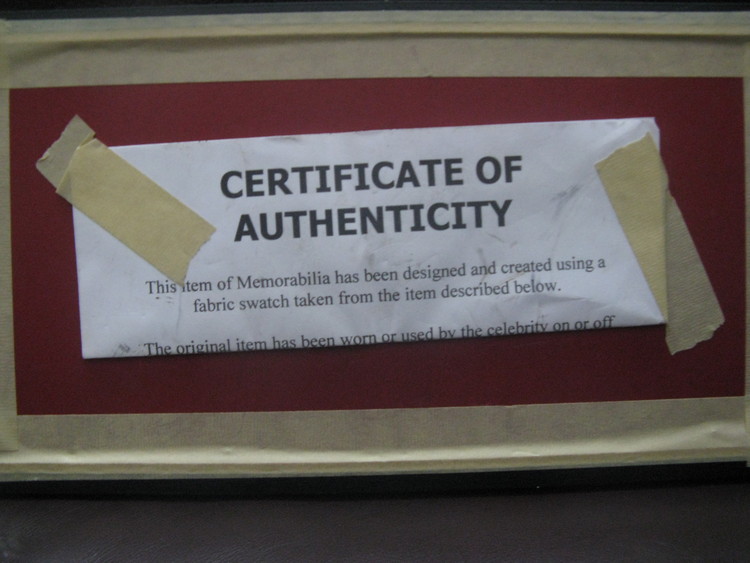 CERTIFICATE OF
AUTHENTICITY
This item of Memorabilia has been designed and created using a
fabric swatch taken from the item described below.
The original item has been worn or used by the celebrity on or off